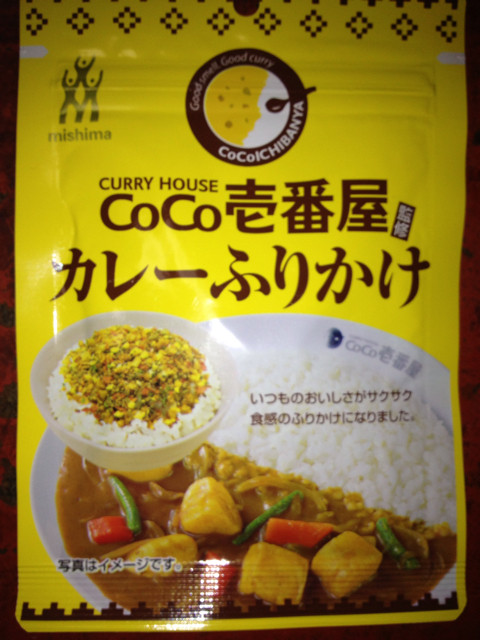 Good smell. Good curry
CoCoICHIBANYA
mishima
CURRY HOUSE
CoCo壱番屋 監修
カレーふりかけ
CoCo壱番屋
いつものおいしさがサクサク
食感のふりかけになりました。
写真はイメージです。